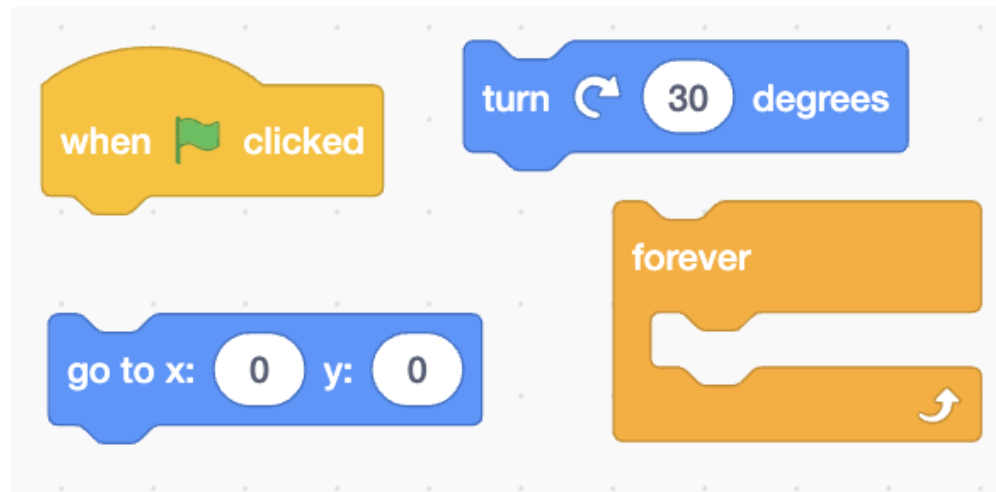 when clicked
turn 30 degrees
forever
go to x: 0 y: 0